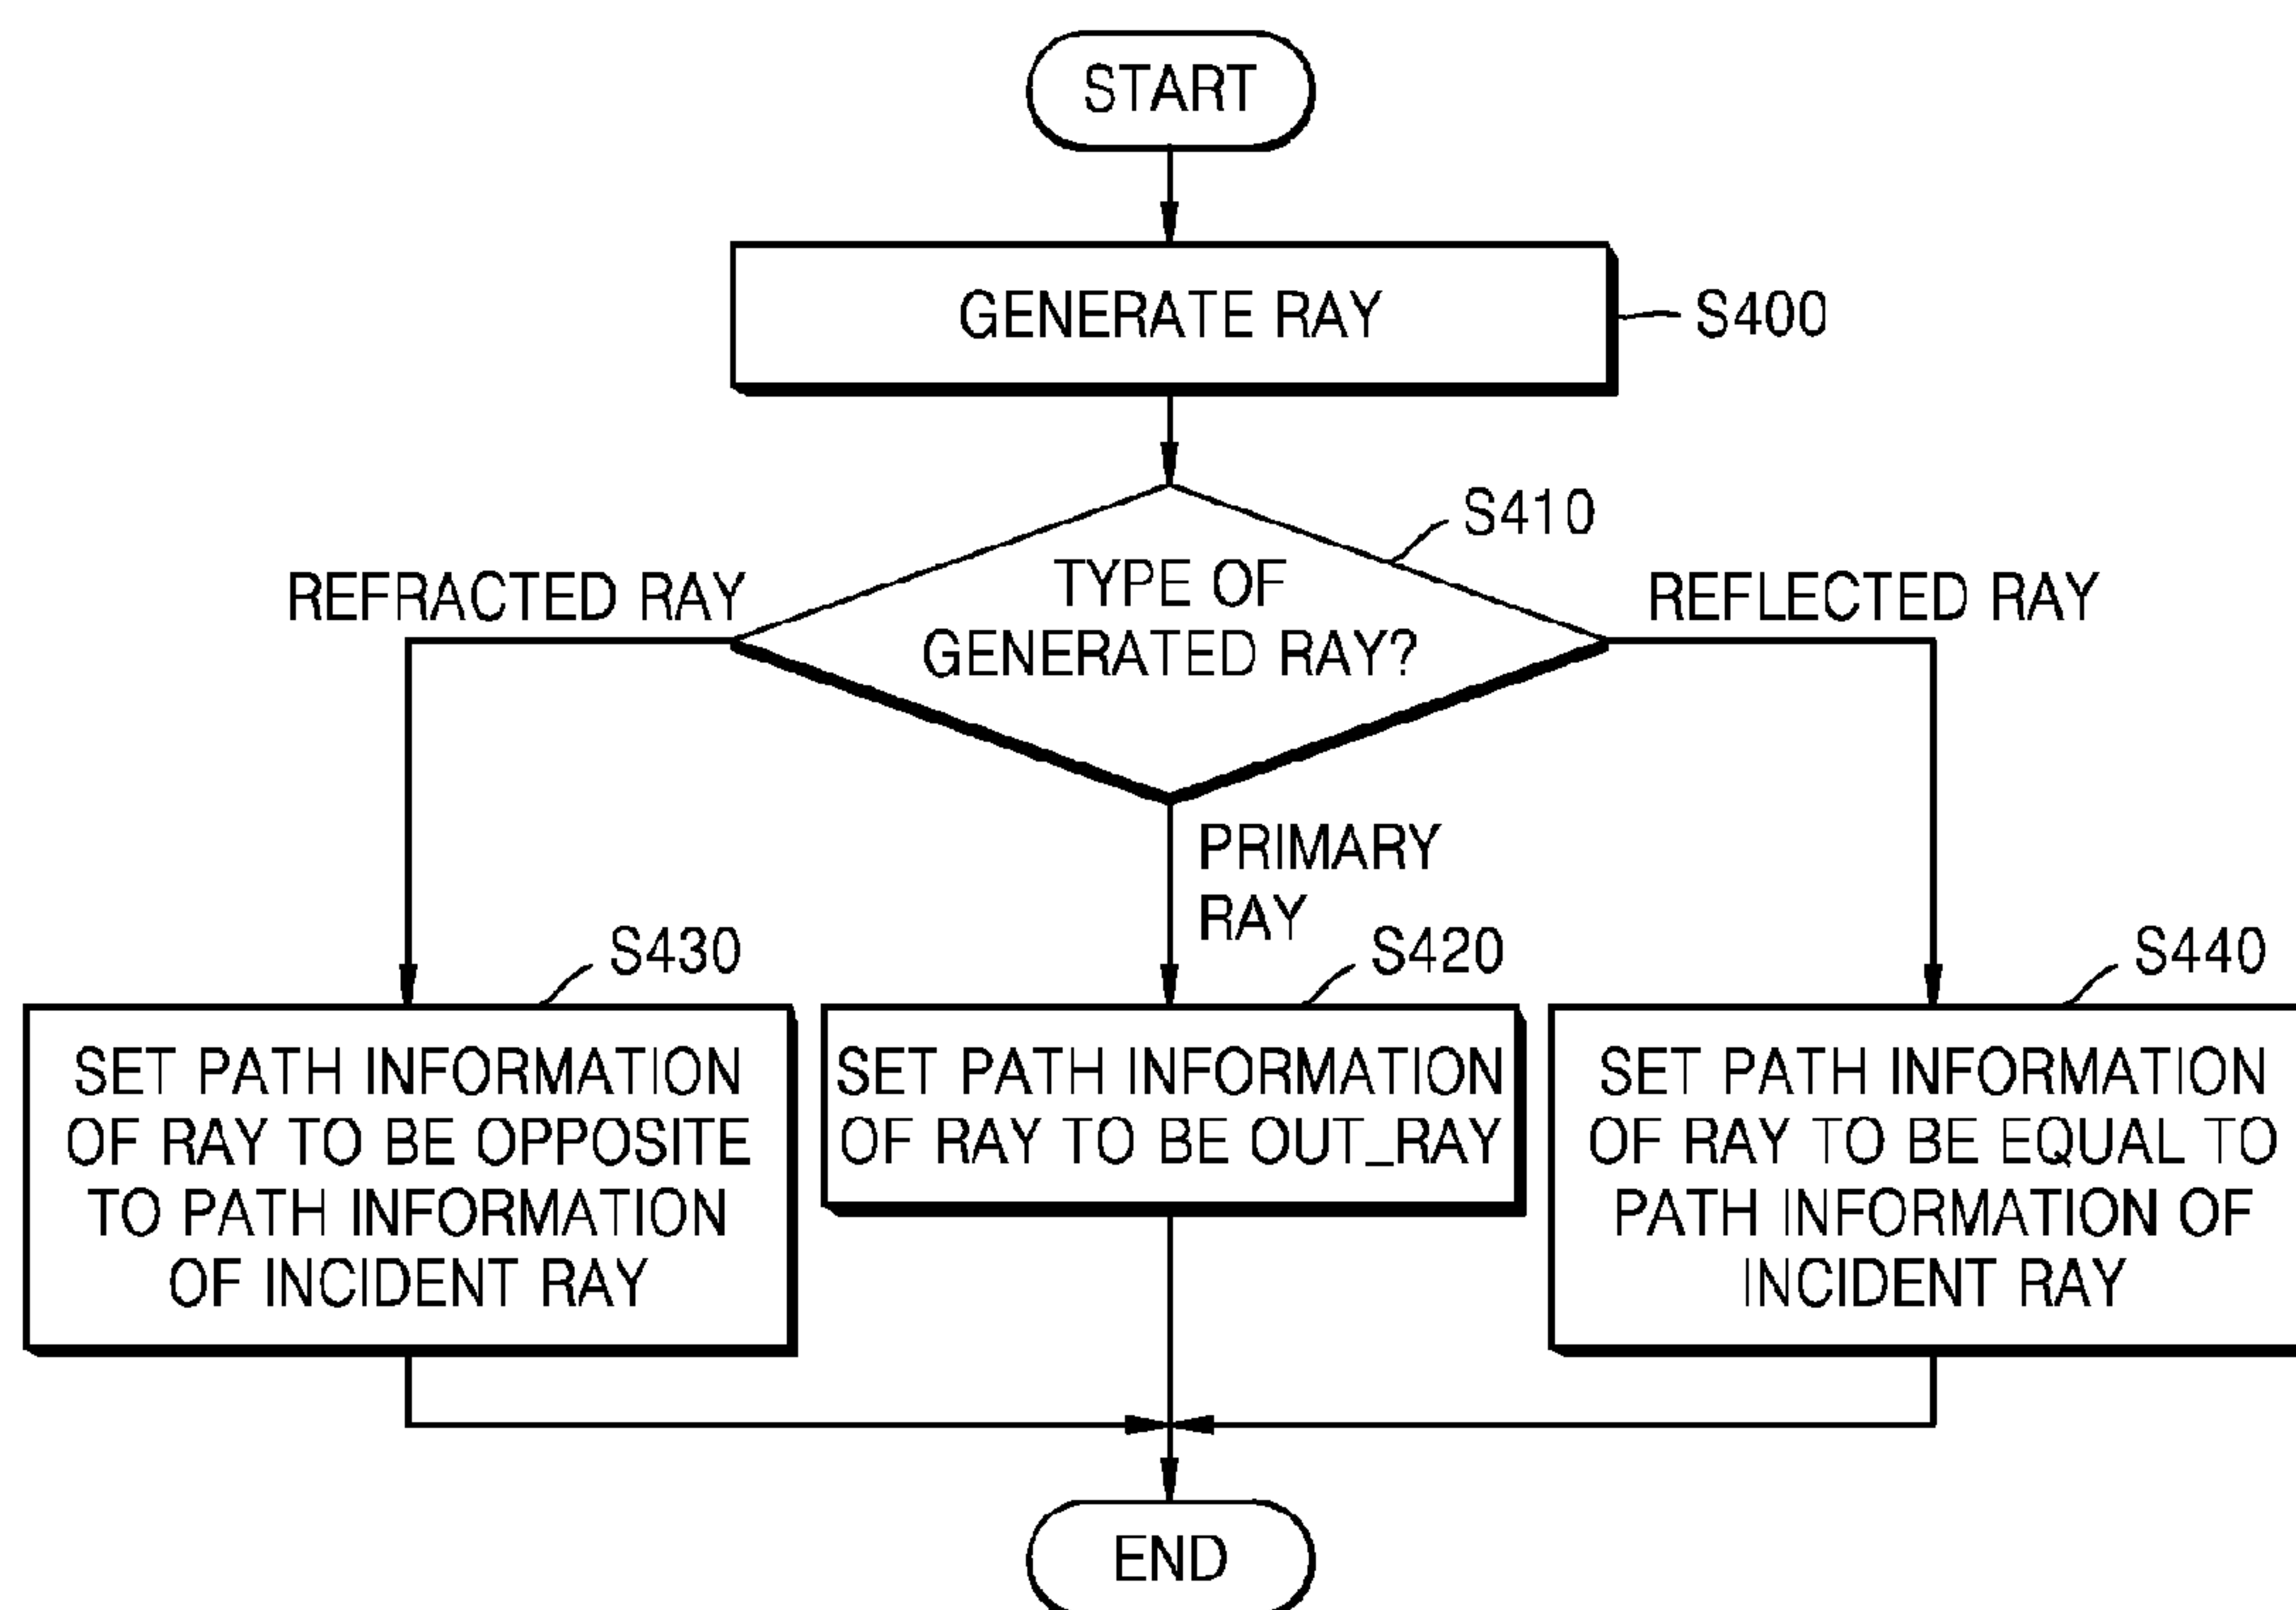 START
GENERATE RAY
S400
S410
TYPE OF
GENERATED RAY?
REFRACTED RAY
REFLECTED RAY
PRIMARY
RAY
S430
SET PATH INFORMATION
OF RAY TO BE OPPOSITE
TO PATH INFORMATION
OF INCIDENT RAY
S420
SET PATH INFORMATION
OF RAY TO BE OUT_RAY
S440
SET PATH INFORMATION
OF RAY TO BE EQUAL TO
PATH INFORMATION OF
INCIDENT RAY
END